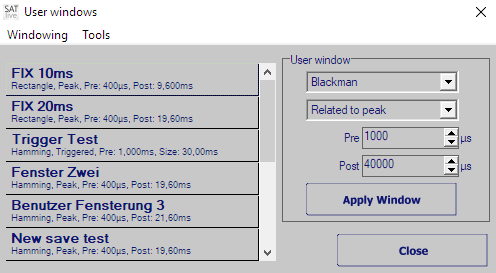 SAT
live
User windows
Windowing Tools
FIX 10ms
Rectangle, Peak, Pre: 400µs, Post: 9,600ms
FIX 20ms
Rectangle, Peak, Pre: 400µs, Post: 19,60ms
Trigger Test
Hamming, Triggered, Pre: 1,000ms, Size: 30,00ms
Fenster Zwei
Hamming, Peak, Pre: 400µs, Post: 19,60ms
Benutzer Fensterung 3
Hamming, Peak, Pre: 400µs, Post: 21,60ms
New save test
Hamming, Peak, Pre: 400µs, Post: 19,60ms
User window
Blackman
Related to peak
Pre 1000 µs
Post 40000 µs
Apply Window
Close